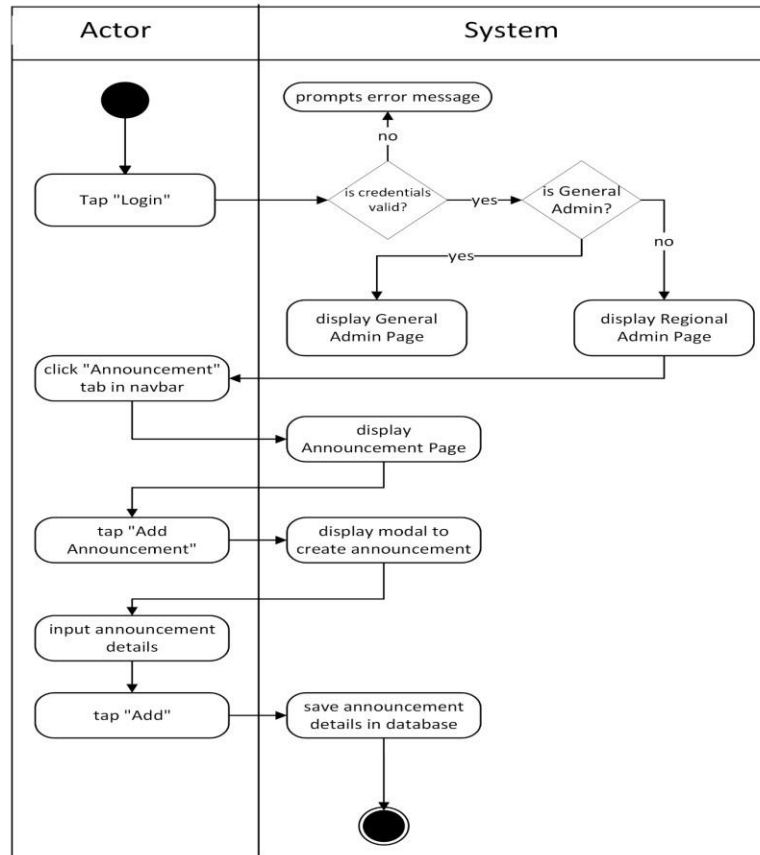 Actor
System
prompts error message
no
Tap "Login"
is credentials
valid?
yes
is General
Admin?
yes
no
display General
Admin Page
display Regional
Admin Page
click "Announcement"
tab in navbar
display
Announcement Page
tap "Add
Announcement"
display modal to
create announcement
input announcement
details
tap "Add"
save announcement
details in database